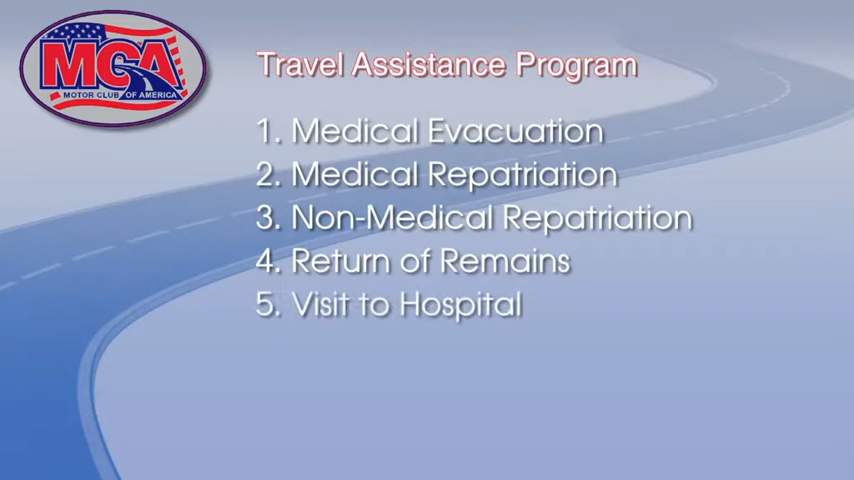 MCA
MOTOR CLUB OF AMERICA
Travel Assistance Program
1. Medical Evacuation
2. Medical Repatriation
3. Non-Medical Repatriation
4. Return of Remains
5. Visit to Hospital